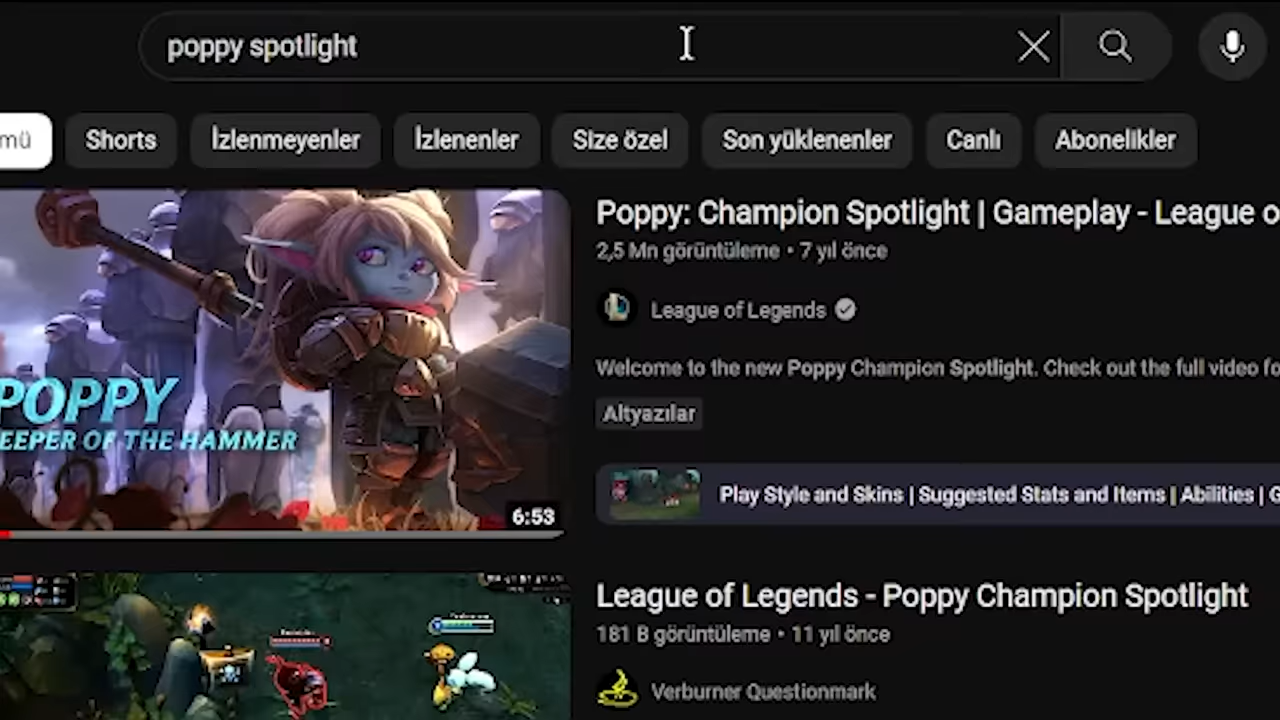 poppy spotlight
mü
Shorts
İzlenmeyenler
İzlenenler
Size özel
Son yüklenenler
Canlı
Abonelikler
Poppy: Champion Spotlight | Gameplay - League o
2,5 Mn görüntüleme • 7 yıl önce
League of Legends
Welcome to the new Poppy Champion Spotlight. Check out the full video fo
Altyazılar
POPPY
EEPER OF THE HAMMER
6:53
Play Style and Skins | Suggested Stats and Items | Abilities | G
League of Legends - Poppy Champion Spotlight
181 B görüntüleme • 11 yıl önce
Verburner Questionmark